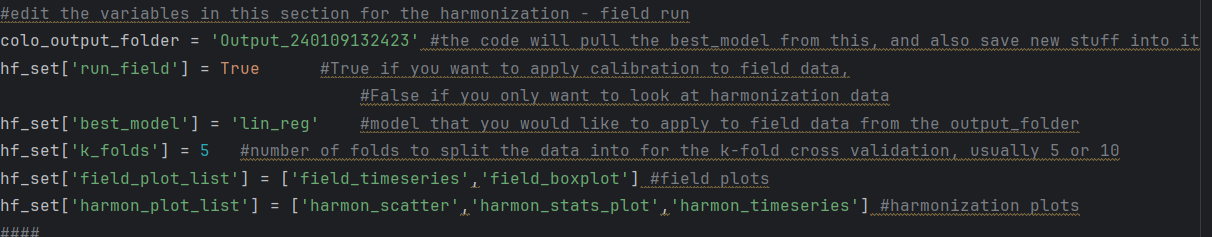 #edit the variables in this section for the harmonization - field run
colo_output_folder = 'Output_240109132423' #the code will pull the best_model from this, and also save new stuff into it
hf_set['run_field'] = True      #True if you want to apply calibration to field data,
                                    #False if you only want to look at harmonization data
hf_set['best_model'] = 'lin_reg'    #model that you would like to apply to field data from the output_folder
hf_set['k_folds'] = 5   #number of folds to split the data into for the k-fold cross validation, usually 5 or 10
hf_set['field_plot_list'] = ['field_timeseries','field_boxplot'] #field plots
hf_set['harmon_plot_list'] = ['harmon_scatter','harmon_stats_plot','harmon_timeseries'] #harmonization plots
####